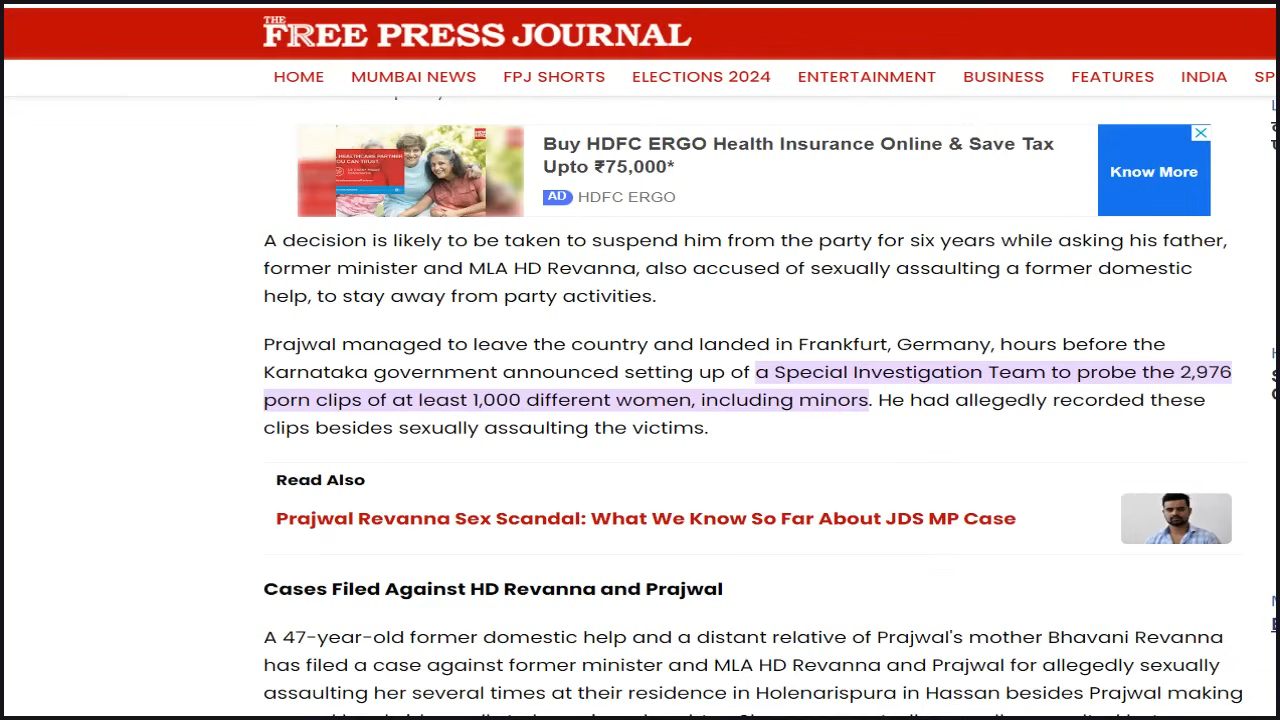 THE
FREE PRESS JOURNAL
HOME MUMBAI NEWS FPJ SHORTS ELECTIONS 2024 ENTERTAINMENT BUSINESS FEATURES INDIA SP
Buy HDFC ERGO Health Insurance Online & Save Tax
Upto ₹75,000*
AD HDFC ERGO
Know More
A decision is likely to be taken to suspend him from the party for six years while asking his father,
former minister and MLA HD Revanna, also accused of sexually assaulting a former domestic
help, to stay away from party activities.
Prajwal managed to leave the country and landed in Frankfurt, Germany, hours before the
Karnataka government announced setting up of a Special Investigation Team to probe the 2,976
porn clips of at least 1,000 different women, including minors. He had allegedly recorded these
clips besides sexually assaulting the victims.
Read Also
Prajwal Revanna Sex Scandal: What We Know So Far About JDS MP Case
Cases Filed Against HD Revanna and Prajwal
A 47-year-old former domestic help and a distant relative of Prajwal's mother Bhavani Revanna
has filed a case against former minister and MLA HD Revanna and Prajwal for allegedly sexually
assaulting her several times at their residence in Holenarispura in Hassan besides Prajwal making